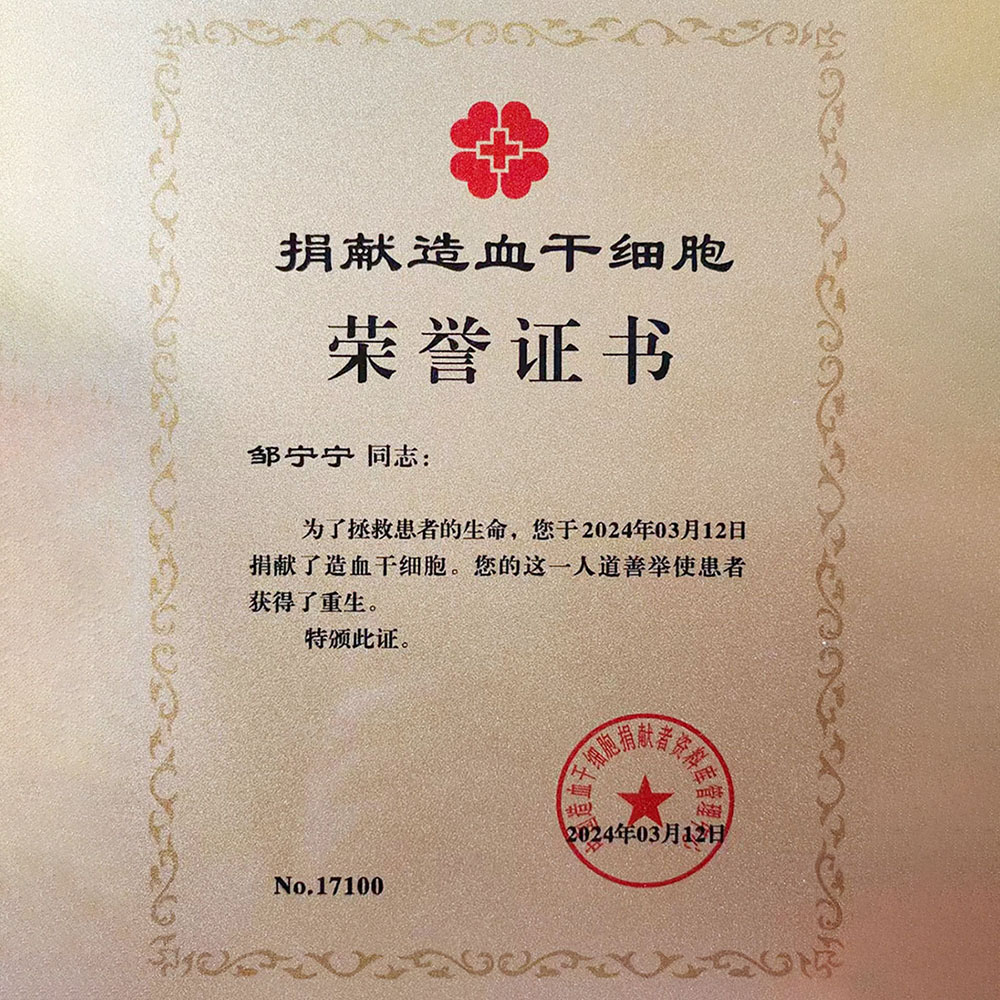 捐献造血干细胞
荣誉证书
邹宁宁 同志：
为了拯救患者的生命，您于2024年03月12日
捐献了造血干细胞。您的这一人道善举使患者
获得了重生。
特颁此证。
中国造血干细胞捐献者资料库管理中心
2024年03月12日
No.17100